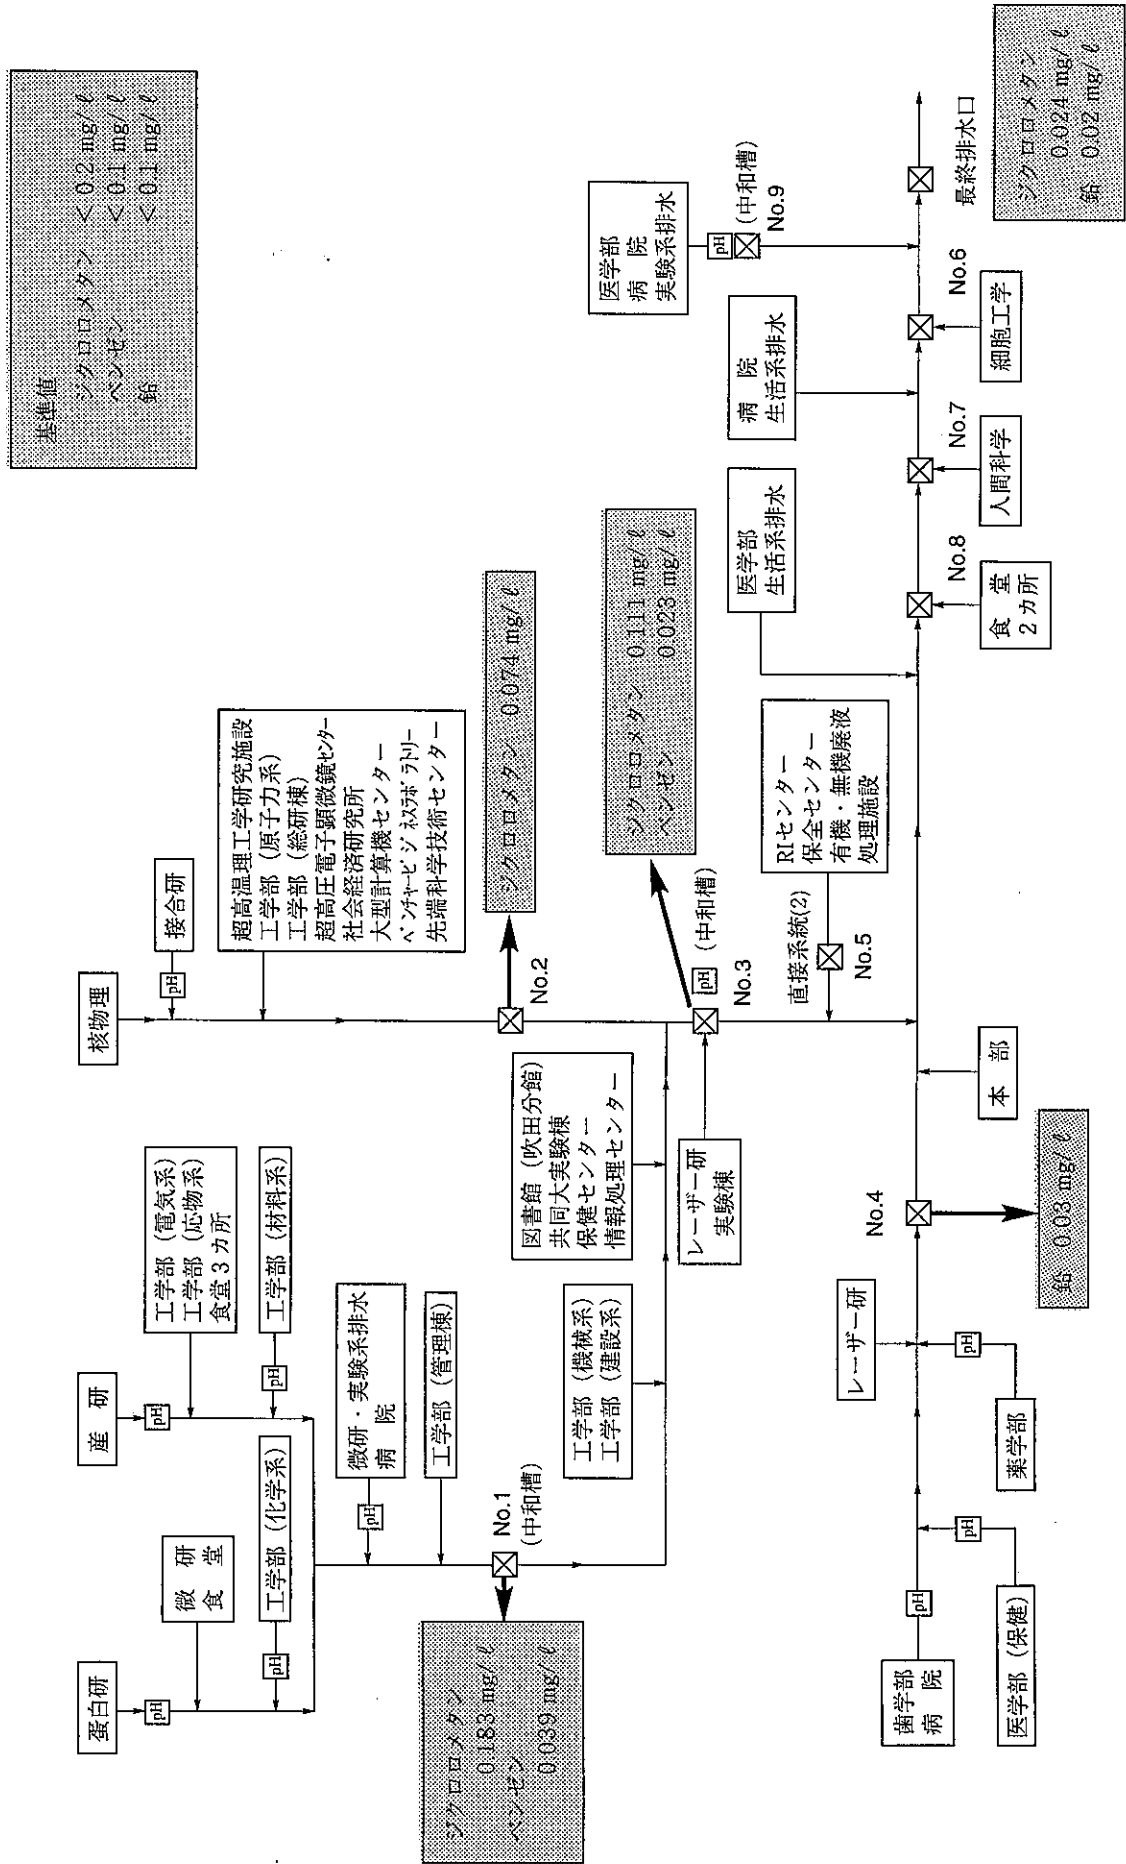 基準値
ジクロロメタン < 0.2 mg/ℓ
ベンゼン < 0.1 mg/ℓ
鉛 < 0.1 mg/ℓ
蛋白研
pH
微研
食堂
工学部 (化学系)
pH
産研
pH
工学部 (電気系)
工学部 (応物系)
食堂3カ所
工学部 (材料系)
pH
微研・実験系排水
病院
pH
工学部 (管理棟)
No.1
(中和槽)
ジクロロメタン
0.183 mg/ℓ
ベンゼン
0.039 mg/ℓ
核物理
接合研
pH
超高温理工学研究施設
工学部 (原子力系)
工学部 (総研棟)
超高圧電子顕微鏡センター
社会経済研究所
大型計算機センター
ベンチャービジネスラボラトリー
先端科学技術センター
No.2
ジクロロメタン 0.074 mg/ℓ
工学部 (機械系)
工学部 (建設系)
図書館 (吹田分館)
共同大実験棟
保健センター
情報処理センター
レーザー研
実験棟
pH (中和槽)
No.3
ジクロロメタン 0.111 mg/ℓ
ベンゼン 0.023 mg/ℓ
直接系統(2)
No.5
RIセンター
保全センター
有機・無機廃液
処理施設
医学部
生活系排水
病院
生活系排水
医学部
病院
実験系排水
pH (中和槽)
No.9
歯学部
病院
pH
医学部 (保健)
pH
レーザー研
薬学部
pH
No.4
鉛 0.03 mg/ℓ
本部
No.8
食堂
2カ所
No.7
人間科学
No.6
細胞工学
最終排水口
ジクロロメタン
0.024 mg/ℓ
鉛 0.02 mg/ℓ